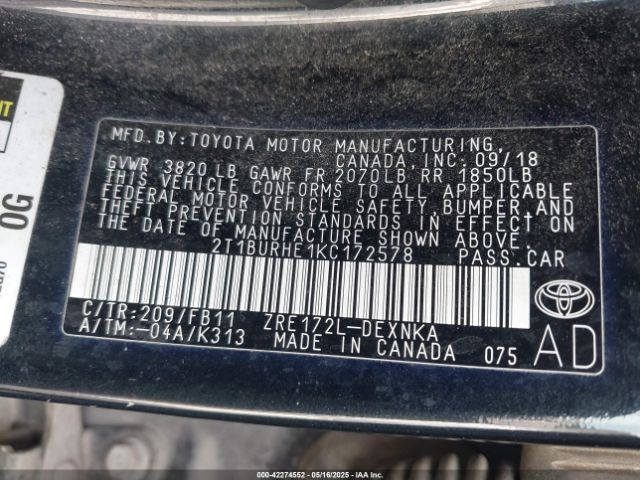 MFD. BY: TOYOTA MOTOR MANUFACTURING,
CANADA, INC. 09/18
GVWR 3820 LB GAWR FR 2070LB RR 1850LB
THIS VEHICLE CONFORMS TO ALL APPLICABLE
FEDERAL MOTOR VEHICLE SAFETY, BUMPER, AND
THEFT PREVENTION STANDARDS IN EFFECT ON
THE DATE OF MANUFACTURE SHOWN ABOVE.
2T1BURHE1KC172578 PASS. CAR
C/TR: 209/FB11 ZRE172L-DEXNKA
A/TM: -04A/K313 MADE IN CANADA 075 AD
0G
000-42274552 - 05/16/2025 - IAA Inc.